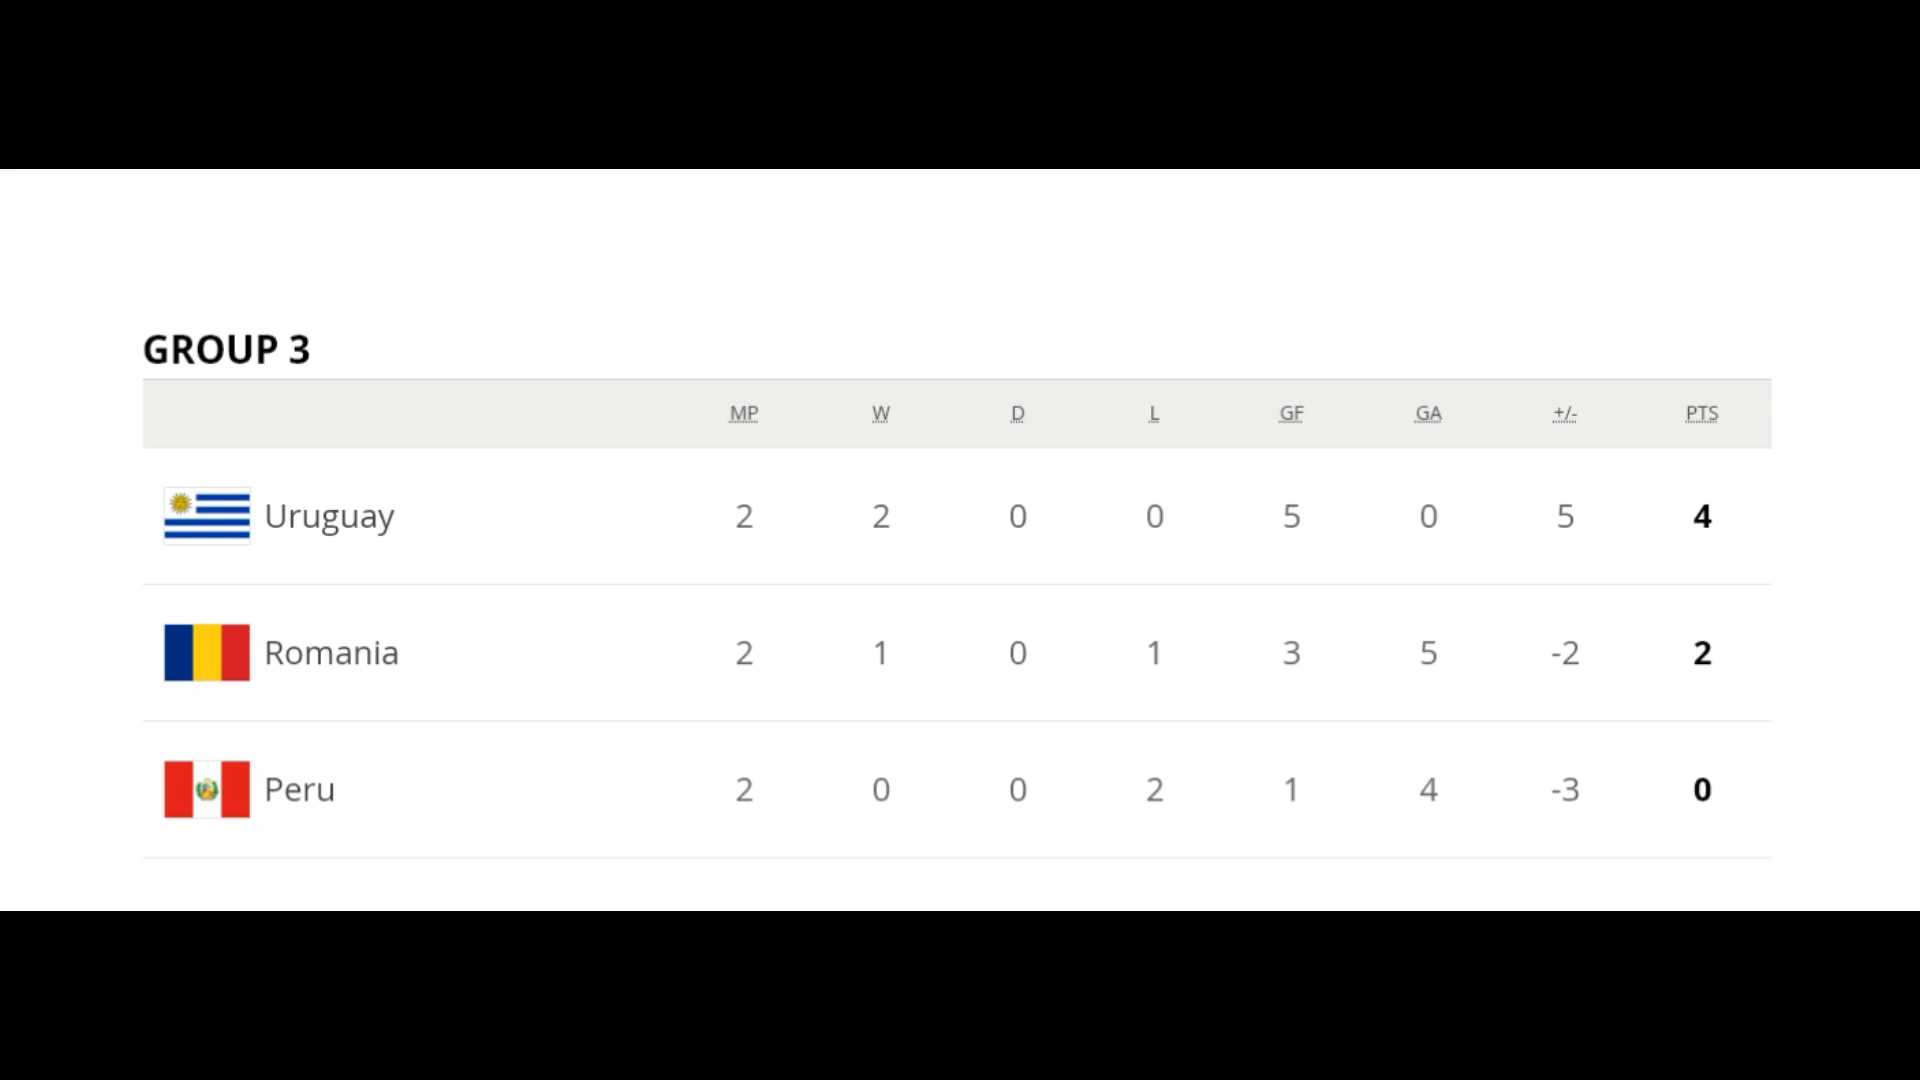 GROUP 3
MP W D L GF GA +/- PTS
Uruguay 2 2 0 0 5 0 5 4
Romania 2 1 0 1 3 5 -2 2
Peru 2 0 0 2 1 4 -3 0